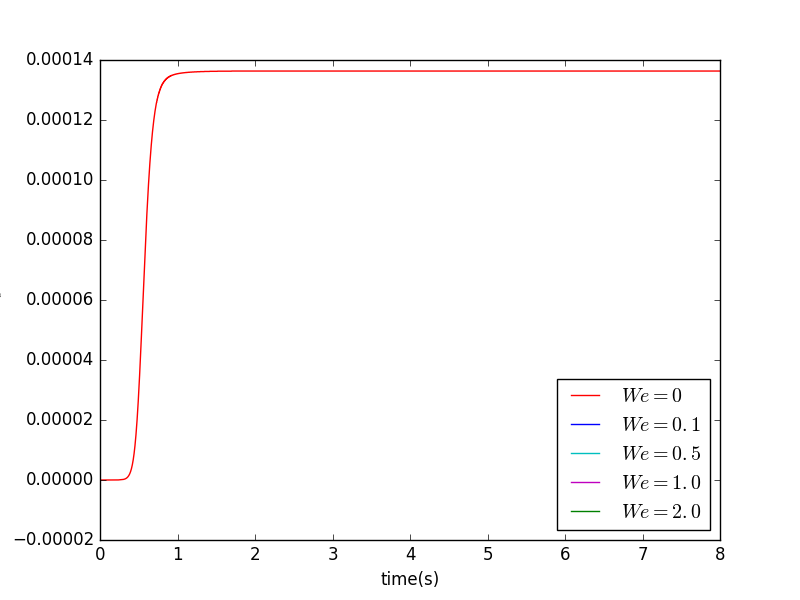 0.00014
0.00012
0.00010
0.00008
0.00006
0.00004
0.00002
0.00000
−0.00002
0 1 2 3 4 5 6 7 8
time(s)
We = 0
We = 0.1
We = 0.5
We = 1.0
We = 2.0